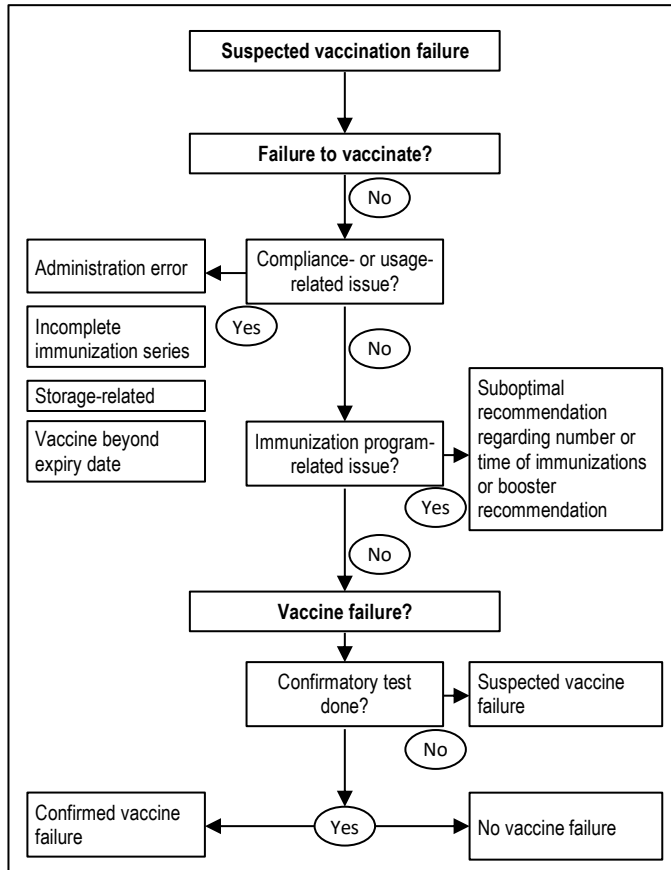 Suspected vaccination failure
Failure to vaccinate?
No
Administration error
Compliance- or usage-
related issue?
Yes
Incomplete
immunization series
No
Storage-related
Vaccine beyond
expiry date
Immunization program-
related issue?
Suboptimal
recommendation
regarding number or
time of immunizations
or booster
recommendation
Yes
No
Vaccine failure?
Confirmatory test
done?
Suspected vaccine
failure
No
Confirmed vaccine
failure
Yes
No vaccine failure